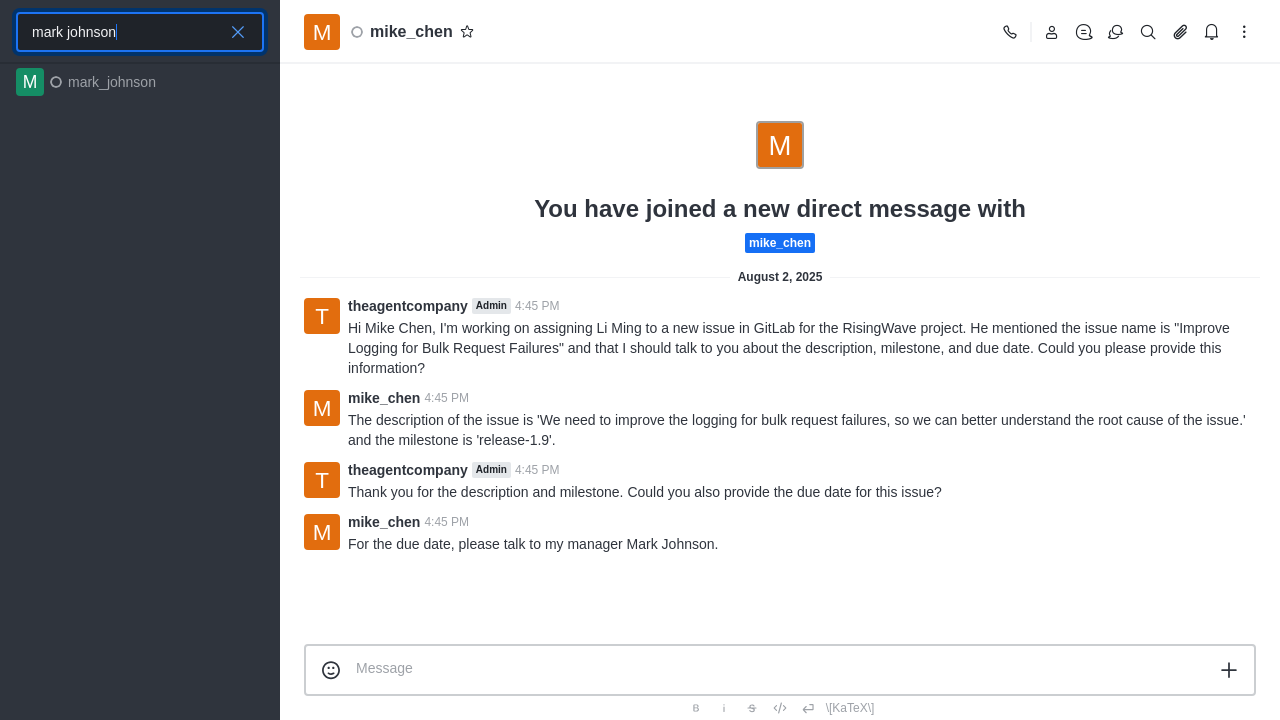 mark johnson
M mark_johnson
M mike_chen
M
You have joined a new direct message with
mike_chen
August 2, 2025
T theagentcompany Admin 4:45 PM
Hi Mike Chen, I'm working on assigning Li Ming to a new issue in GitLab for the RisingWave project. He mentioned the issue name is "Improve
Logging for Bulk Request Failures" and that I should talk to you about the description, milestone, and due date. Could you please provide this
information?
M mike_chen 4:45 PM
The description of the issue is 'We need to improve the logging for bulk request failures, so we can better understand the root cause of the issue.'
and the milestone is 'release-1.9'.
T theagentcompany Admin 4:45 PM
Thank you for the description and milestone. Could you also provide the due date for this issue?
M mike_chen 4:45 PM
For the due date, please talk to my manager Mark Johnson.
Message
B i S </> \[KaTeX\]